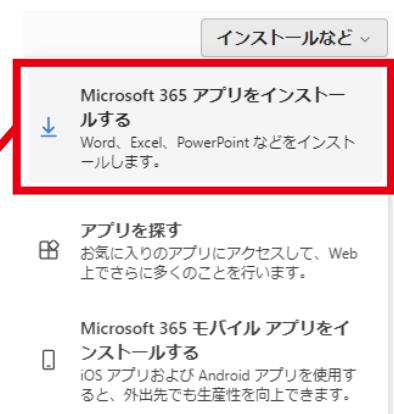 インストールなど
Microsoft 365 アプリをインストー
ルする
Word、Excel、PowerPoint などをインスト
ールします。
アプリを探す
お気に入りのアプリにアクセスして、Web
上でさらに多くのことを行います。
Microsoft 365 モバイル アプリをイ
ンストールする
iOS アプリおよび Android アプリを使用す
ると、外出先でも生産性を向上できます。